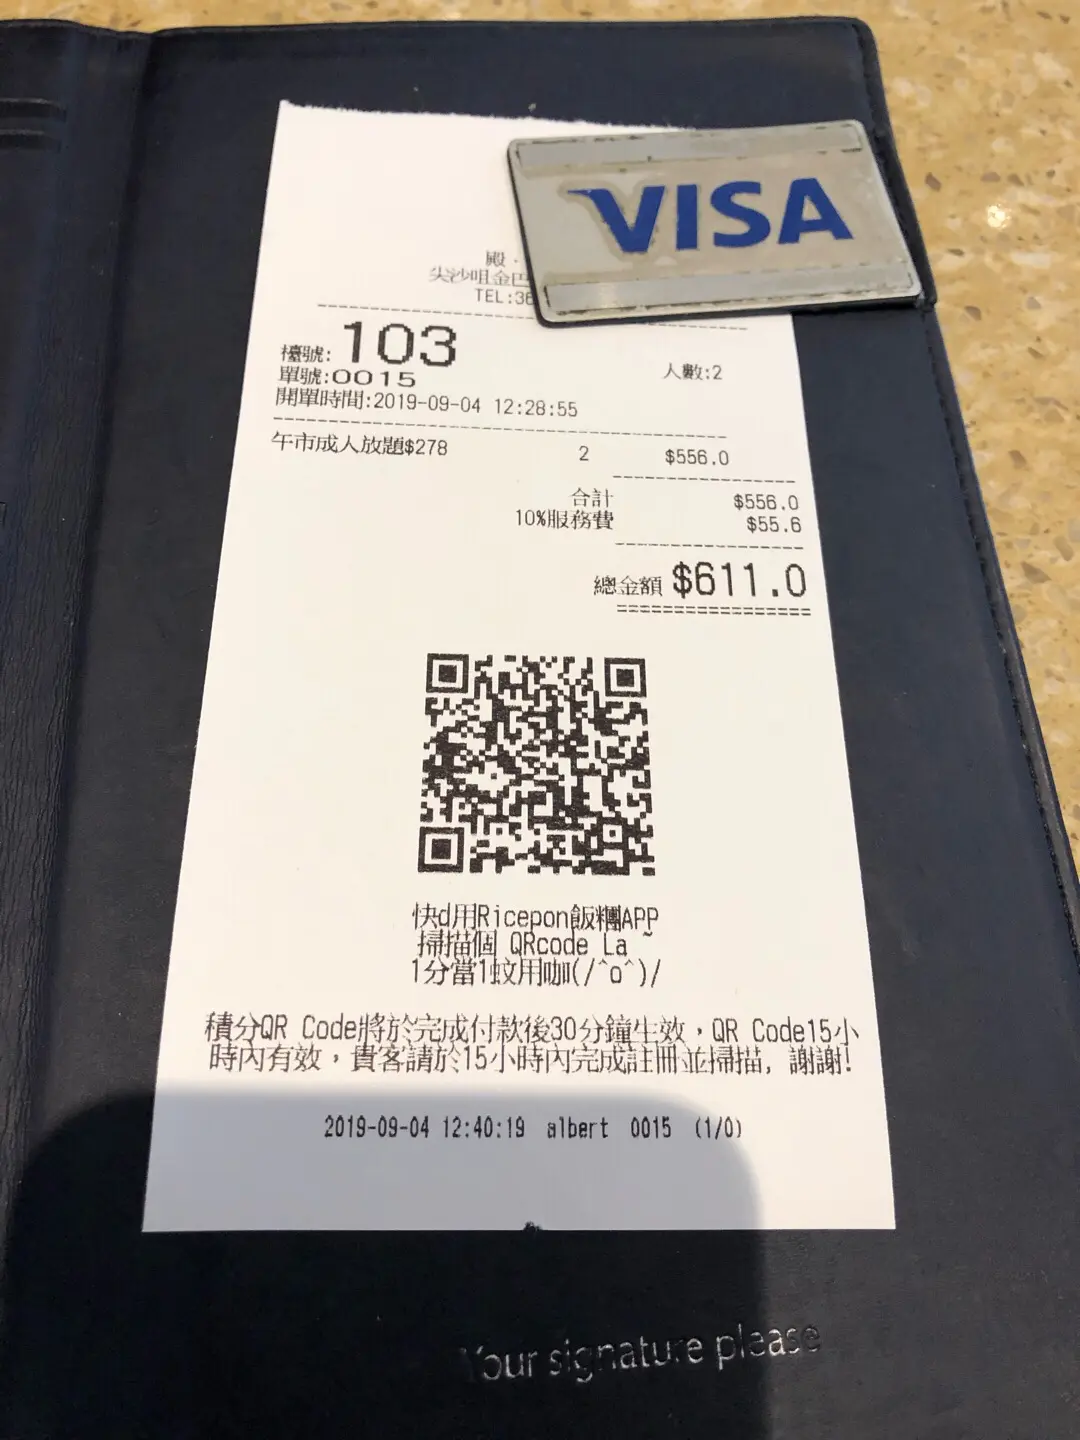 VISA
殿．
尖沙咀金巴
TEL:36
檯號: 103
人數:2
單號:0015
開單時間:2019-09-04 12:28:55
午市成人放題$278 2 $556.0
合計 $556.0
10%服務費 $55.6
總金額 $611.0
快d用Ricepon飯糰APP
掃描個 QRcode La ~
1分當1蚊用咖(/^o^)/
積分QR Code將於完成付款後30分鐘生效，QR Code15小
時內有效，貴客請於15小時內完成註冊並掃描, 謝謝!
2019-09-04 12:40:19 albert 0015 (1/0)
Your signature please